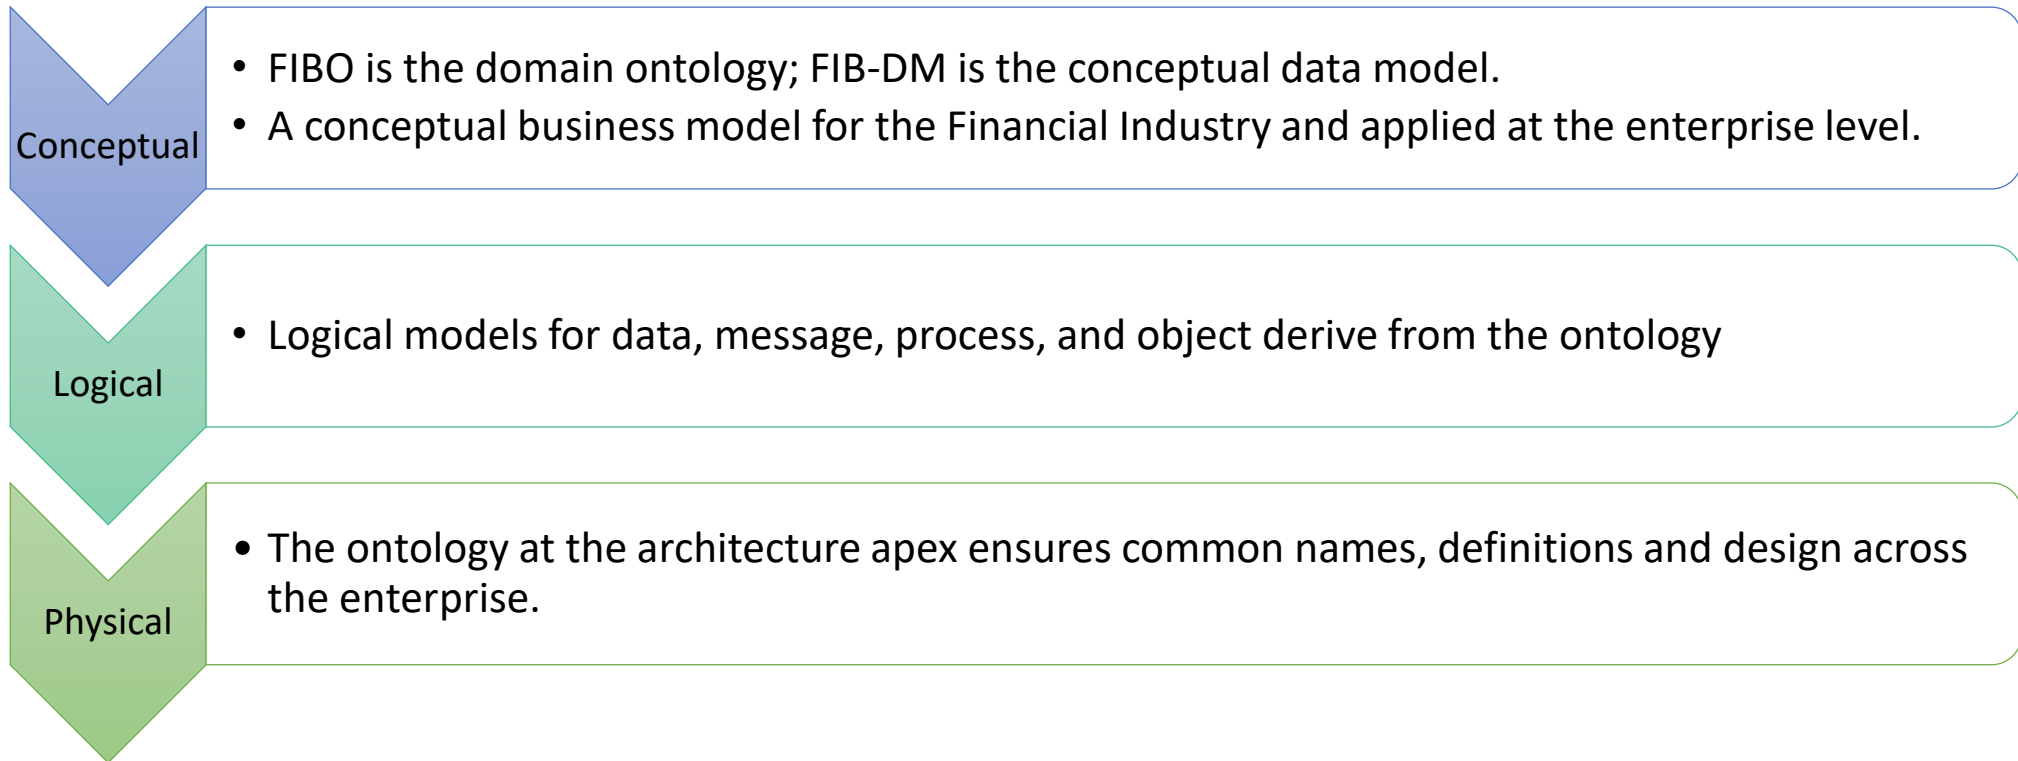 Conceptual
• FIBO is the domain ontology; FIB-DM is the conceptual data model.
• A conceptual business model for the Financial Industry and applied at the enterprise level.
Logical
• Logical models for data, message, process, and object derive from the ontology
Physical
• The ontology at the architecture apex ensures common names, definitions and design across
the enterprise.